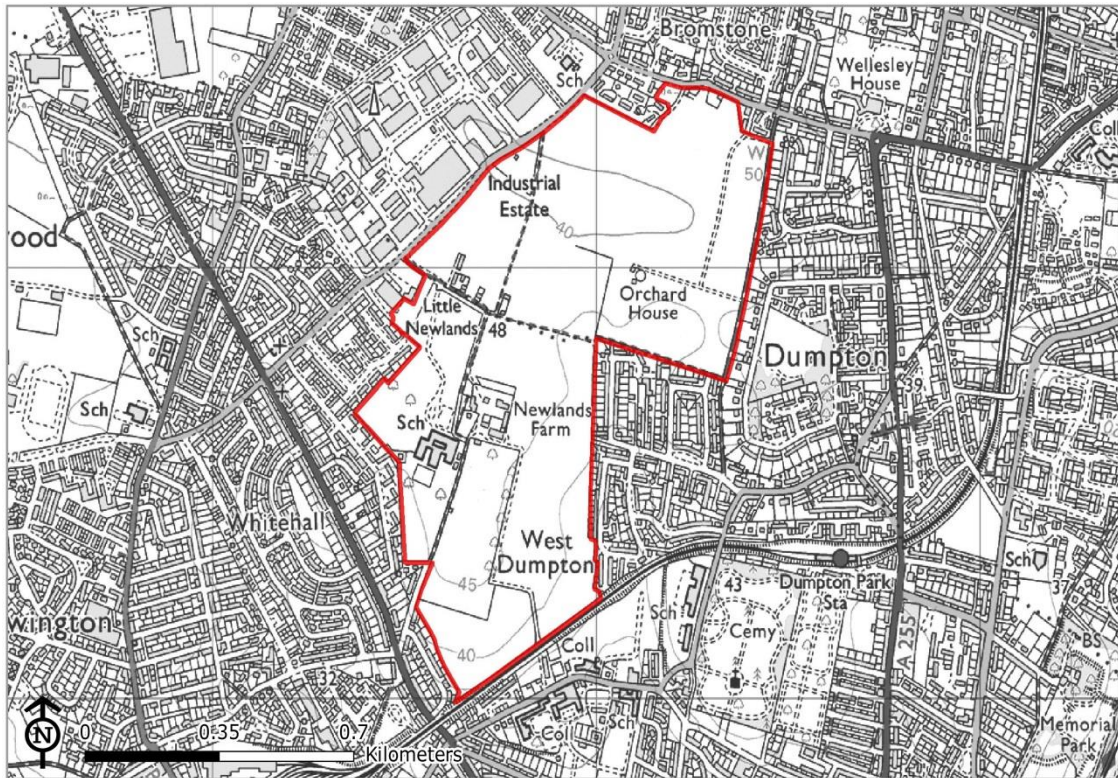 Bromstone
Sch
Wellesley
House
Coll
W
50
Industrial
Estate
40
ood
Orchard
House
Little
Newlands
48
Dumpton
39
Sch
Sch
Sch
Newlands
Farm
Whitehall
West
Dumpton
45
Dumpton Park
Sta
Sch
37
wington
43
Sch
Cemy
A 255
BS
40
Coll
32
Sch
Coll
Memorial
Park
N
0 0.35 0.7
Kilometers